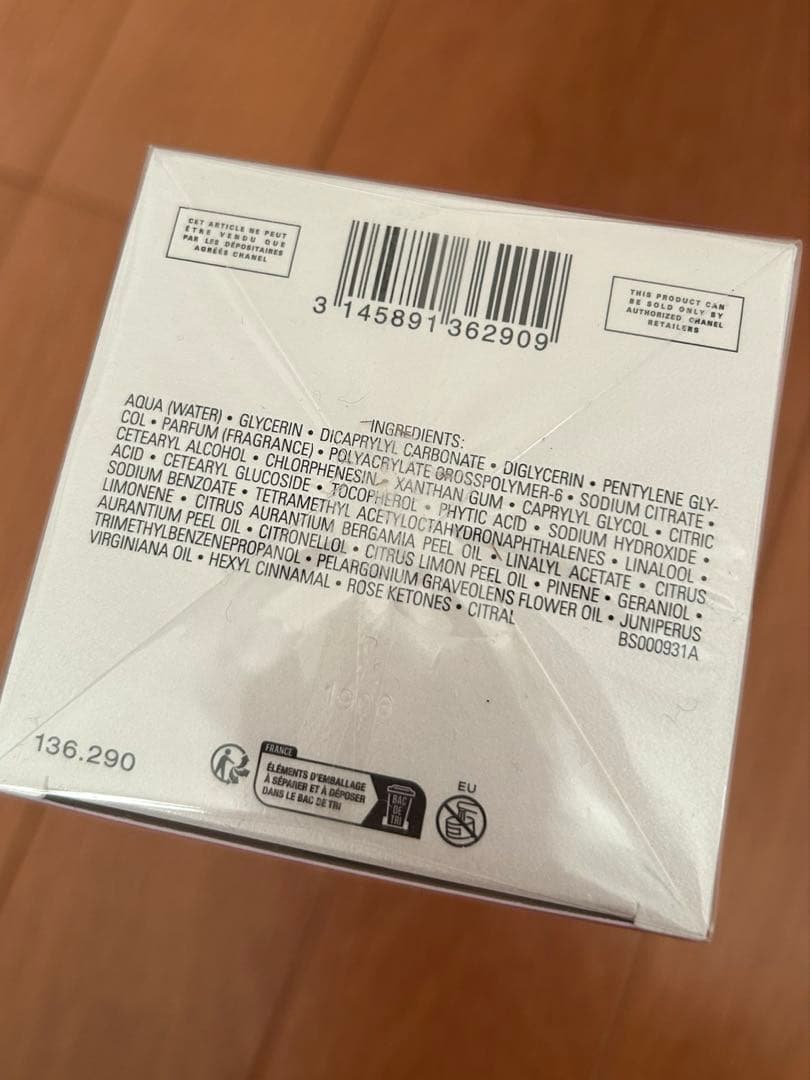 CET ARTICLE NE PEUT
ÊTRE VENDU QUE
PAR LES DÉPOSITAIRES
AGRÉÉS CHANEL
3 145891 362909
THIS PRODUCT CAN
BE SOLD ONLY BY
AUTHORIZED CHANEL
RETAILERS
INGREDIENTS:
AQUA (WATER) • GLYCERIN • DICAPRYLYL CARBONATE • DIGLYCERIN • PENTYLENE GLY-
COL • PARFUM (FRAGRANCE) • POLYACRYLATE CROSSPOLYMER-6 • SODIUM CITRATE •
CETEARYL ALCOHOL • CHLORPHENESIN • XANTHAN GUM • CAPRYLYL GLYCOL • CITRIC
ACID • CETEARYL GLUCOSIDE • TOCOPHEROL • PHYTIC ACID • SODIUM HYDROXIDE •
SODIUM BENZOATE • TETRAMETHYL ACETYLOCTAHYDRONAPHTHALENES • LINALOOL •
LIMONENE • CITRUS AURANTIUM BERGAMIA PEEL OIL • LINALYL ACETATE • CITRUS
AURANTIUM PEEL OIL • CITRONELLOL • CITRUS LIMON PEEL OIL • PINENE • GERANIOL •
TRIMETHYLBENZENEPROPANOL • PELARGONIUM GRAVEOLENS FLOWER OIL • JUNIPERUS
VIRGINIANA OIL • HEXYL CINNAMAL • ROSE KETONES • CITRAL
BS000931A
136.290
FRANCE
ÉLÉMENTS D'EMBALLAGE
À SÉPARER ET À DÉPOSER
DANS LE BAC DE TRI
BAC
DE
TRI
EU